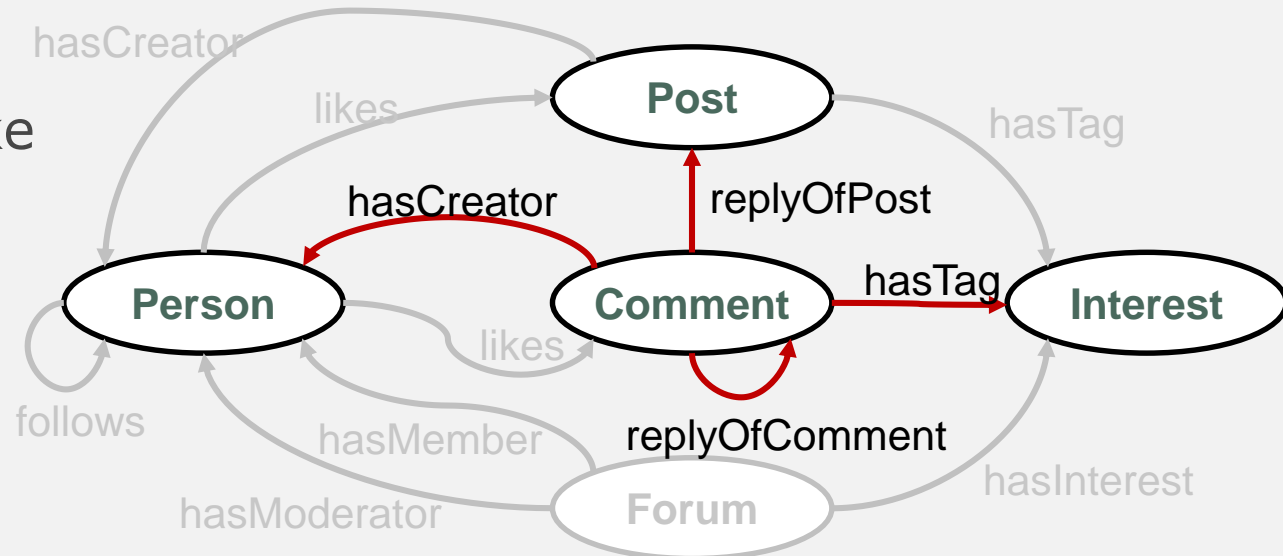 hasCreator
likes
Post
hasTag
hasCreator
replyOfPost
hasTag
Person
Comment
Interest
likes
follows
hasMember
replyOfComment
hasModerator
Forum
hasInterest